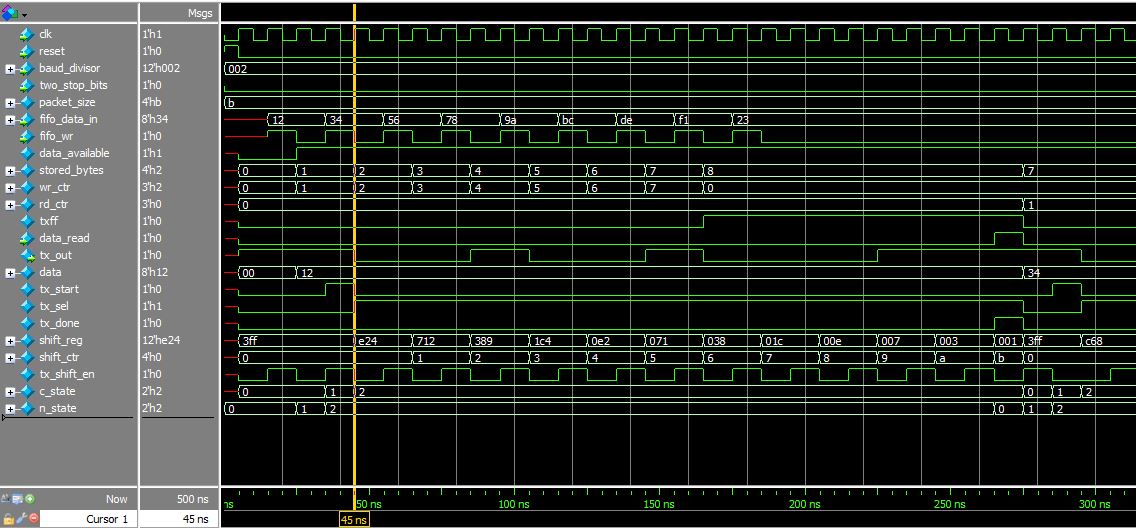 Msgs
clk 1'h1
reset 1'h0
baud_divisor 12'h002 002
two_stop_bits 1'h0
packet_size 4'hb b
fifo_data_in 8'h34 12 34 56 78 9a bc de f1 23
fifo_wr 1'h0
data_available 1'h1
stored_bytes 4'h2 0 1 2 3 4 5 6 7 8 7
wr_ctr 3'h2 0 1 2 3 4 5 6 7 0
rd_ctr 3'h0 0 1
txff 1'h0
data_read 1'h0
tx_out 1'h0
data 8'h12 00 12 34
tx_start 1'h0
tx_sel 1'h1
tx_done 1'h0
shift_reg 12'he24 3ff e24 712 389 1c4 0e2 071 038 01c 00e 007 003 001 3ff c68
shift_ctr 4'h0 0 1 2 3 4 5 6 7 8 9 a b 0
tx_shift_en 1'h0
c_state 2'h2 0 1 2 0 1 2
n_state 2'h2 0 1 2 0 1 2
Now 500 ns ns 50 ns 100 ns 150 ns 200 ns 250 ns 300 ns
Cursor 1 45 ns 45 ns